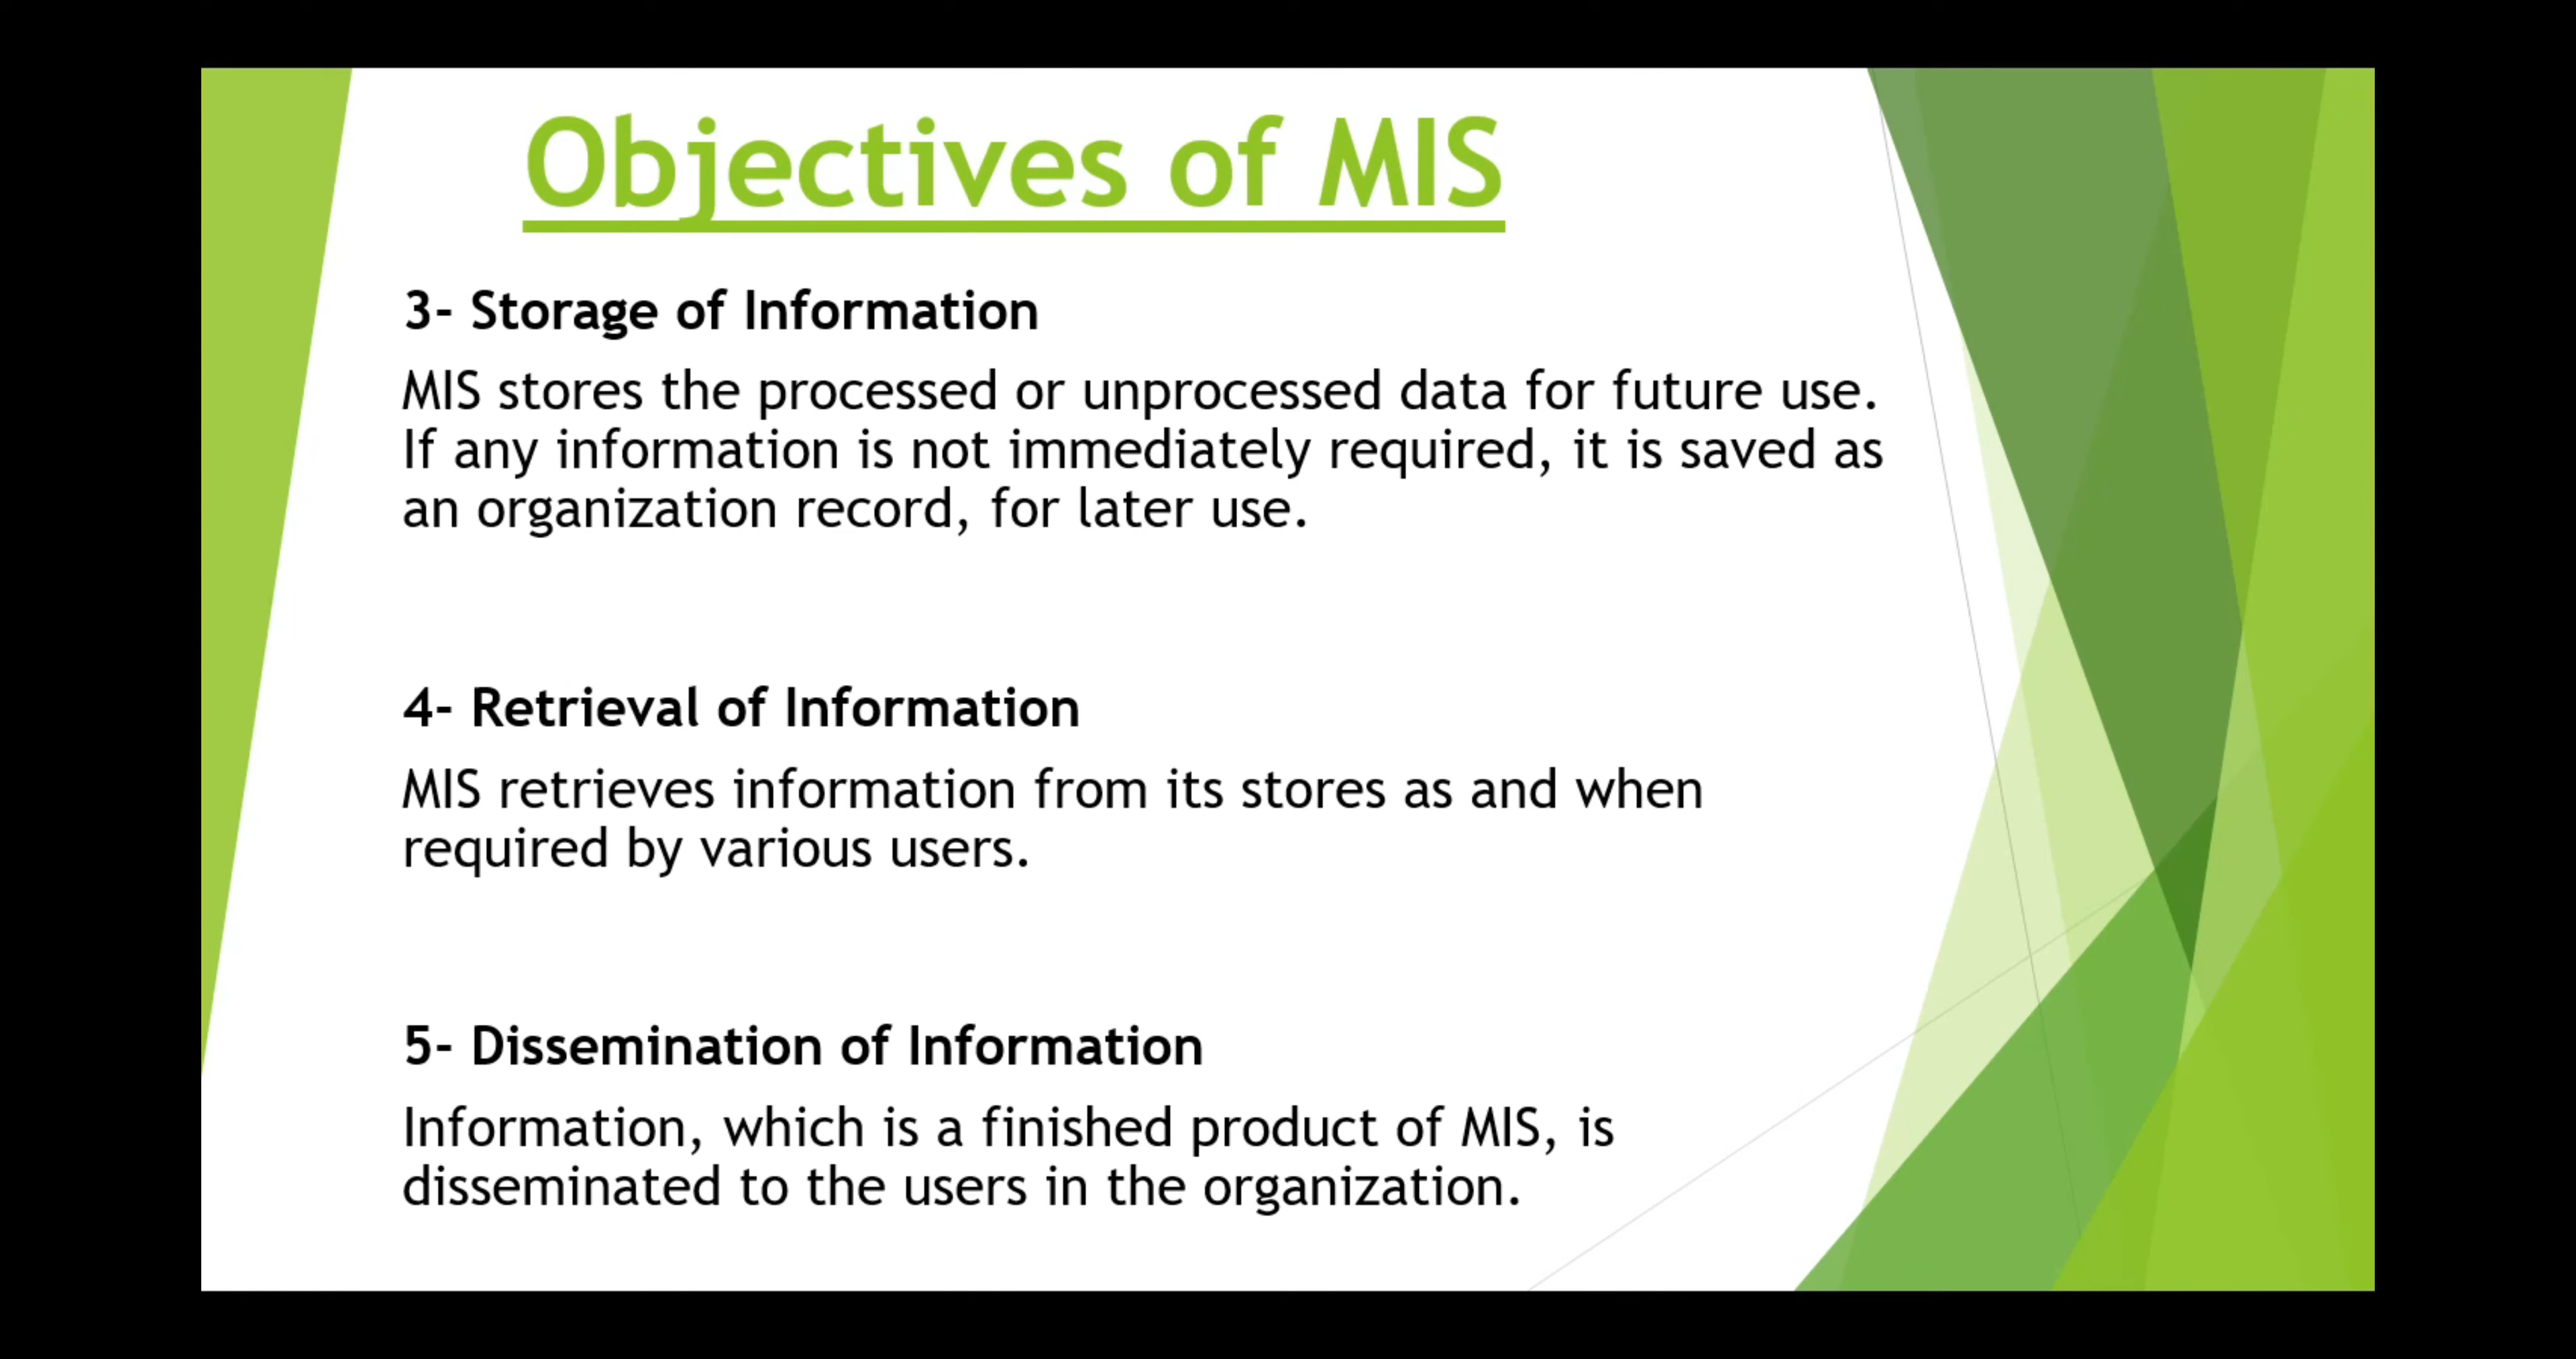 Objectives of MIS
3- Storage of Information
MIS stores the processed or unprocessed data for future use.
If any information is not immediately required, it is saved as
an organization record, for later use.
4- Retrieval of Information
MIS retrieves information from its stores as and when
required by various users.
5- Dissemination of Information
Information, which is a finished product of MIS, is
disseminated to the users in the organization.